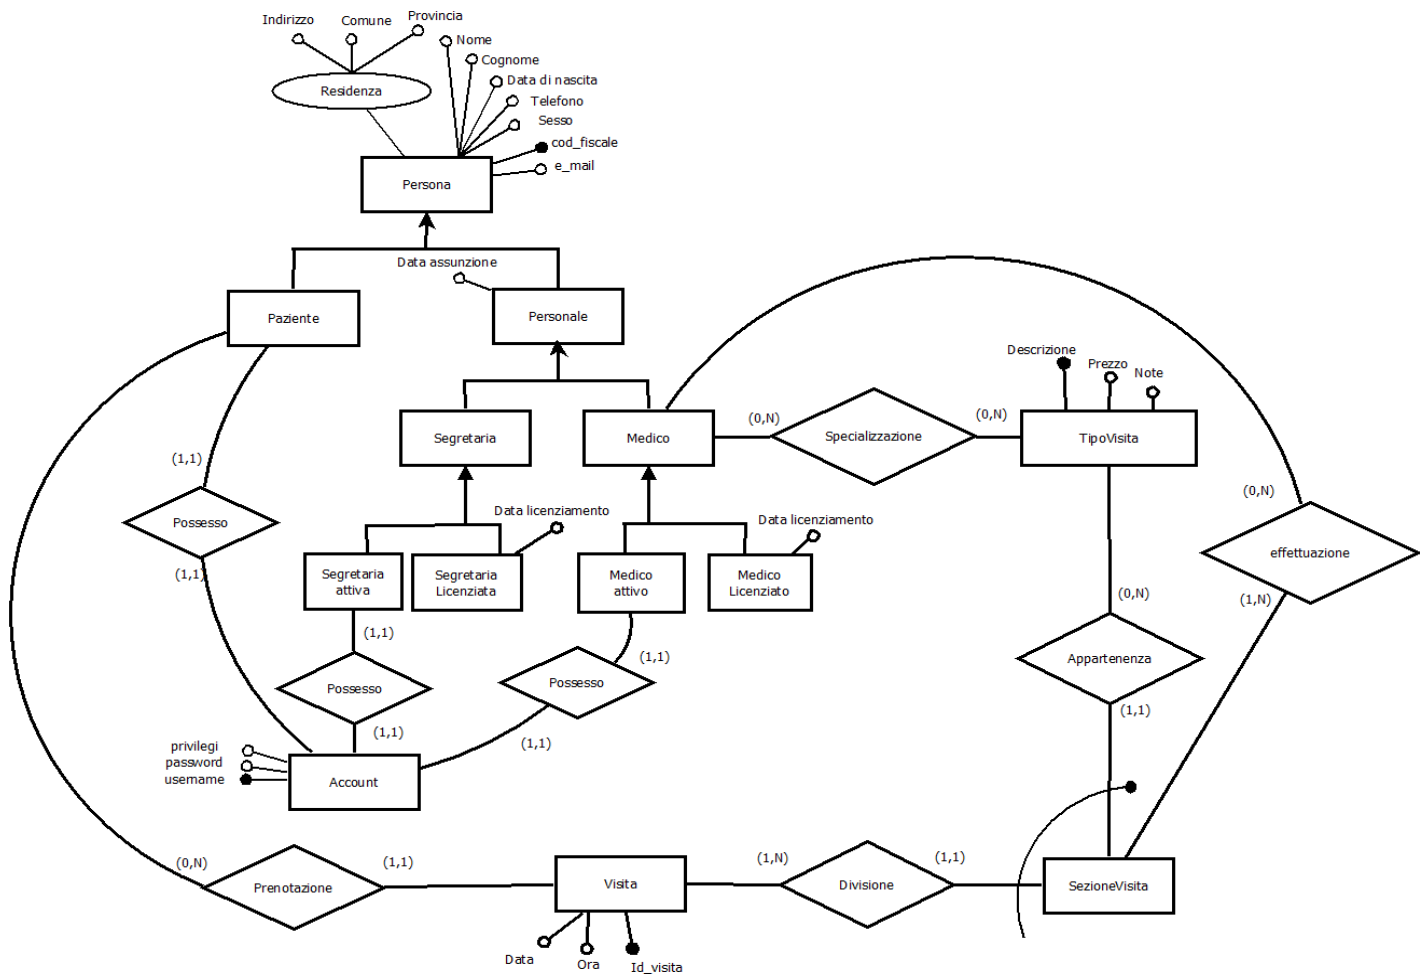 Indirizzo
Comune
Provincia
Nome
Cognome
Residenza
Data di nascita
Telefono
Sesso
cod_fiscale
e_mail
Persona
Data assunzione
Paziente
Personale
Descrizione
Prezzo
Note
Segretaria
Medico
(0,N)
Specializzazione
(0,N)
TipoVisita
(1,1)
Possesso
(1,1)
Data licenziamento
Data licenziamento
(0,N)
effettuazione
(1,N)
Segretaria
attiva
Segretaria
Licenziata
Medico
attivo
Medico
Licenziato
(0,N)
(1,1)
(1,1)
Appartenenza
Possesso
Possesso
(1,1)
(1,1)
(1,1)
privilegi
password
username
Account
(0,N)
Prenotazione
(1,1)
Visita
(1,N)
Divisione
(1,1)
SezioneVisita
Data
Ora
Id_visita